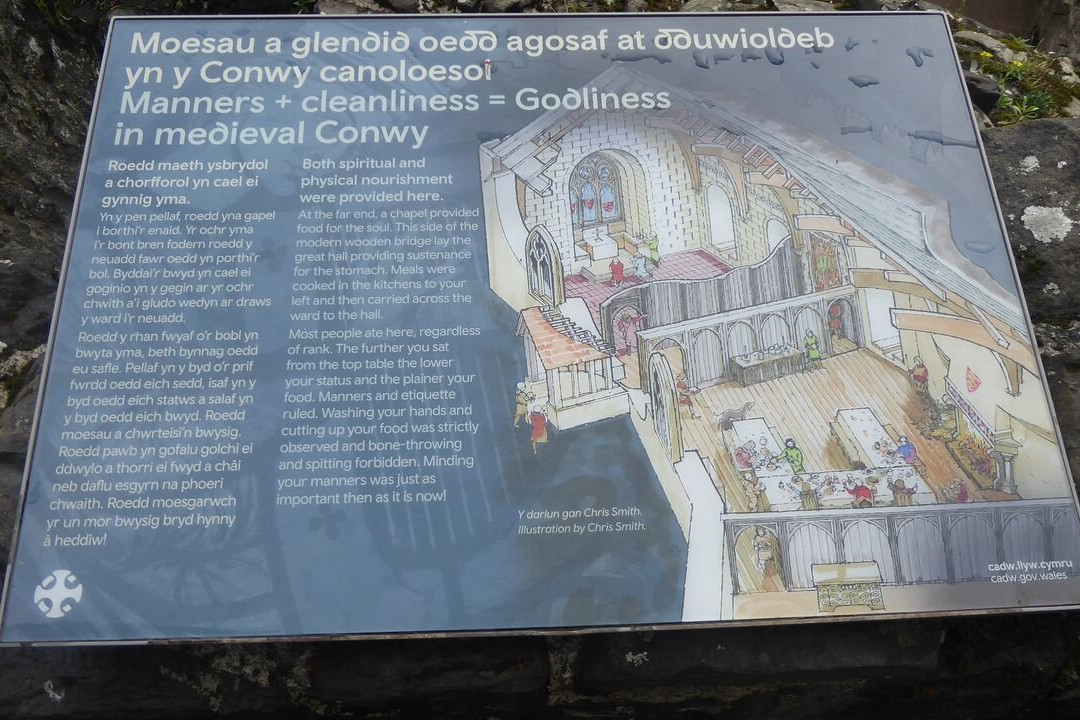 Moesau a glendid oedd agosaf at dduwioldeb
yn y Conwy canoloesol
Manners + cleanliness = Godliness
in medieval Conwy
Roedd maeth ysbrydol
a chorfforol yn cael ei
gynnig yma.
Yn y pen pellaf, roedd yna gapel
i borthi'r enaid. Yr ochr yma
i'r bont bren fodern roedd y
neuadd fawr oedd yn porthi'r
bol. Byddai'r bwyd yn cael ei
goginio yn y gegin ar yr ochr
chwith a'i gludo wedyn ar draws
y ward i'r neuadd.
Roedd y rhan fwyaf o'r bobl yn
bwyta yma, beth bynnag oedd
eu safle. Pellaf yn y byd o'r prif
fwrdd oedd eich sedd, isaf yn y
byd oedd eich statws a salaf yn
y byd oedd eich bwyd. Roedd
moesau a chwrteisi'n bwysig.
Roedd pawb yn gofalu golchi ei
ddwylo a thorri ei fwyd a châi
neb daflu esgyrn na phoeri
chwaith. Roedd moesgarwch
yr un mor bwysig bryd hynny
â heddiw!
Both spiritual and
physical nourishment
were provided here.
At the far end, a chapel provided
food for the soul. This side of the
modern wooden bridge lay the
great hall providing sustenance
for the stomach. Meals were
cooked in the kitchens to your
left and then carried across the
ward to the hall.
Most people ate here, regardless
of rank. The further you sat
from the top table the lower
your status and the plainer your
food. Manners and etiquette
ruled. Washing your hands and
cutting up your food was strictly
observed and bone-throwing
and spitting forbidden. Minding
your manners was just as
important then as it is now!
Y darlun gan Chris Smith.
Illustration by Chris Smith.
cadw.llyw.cymru
cadw.gov.wales